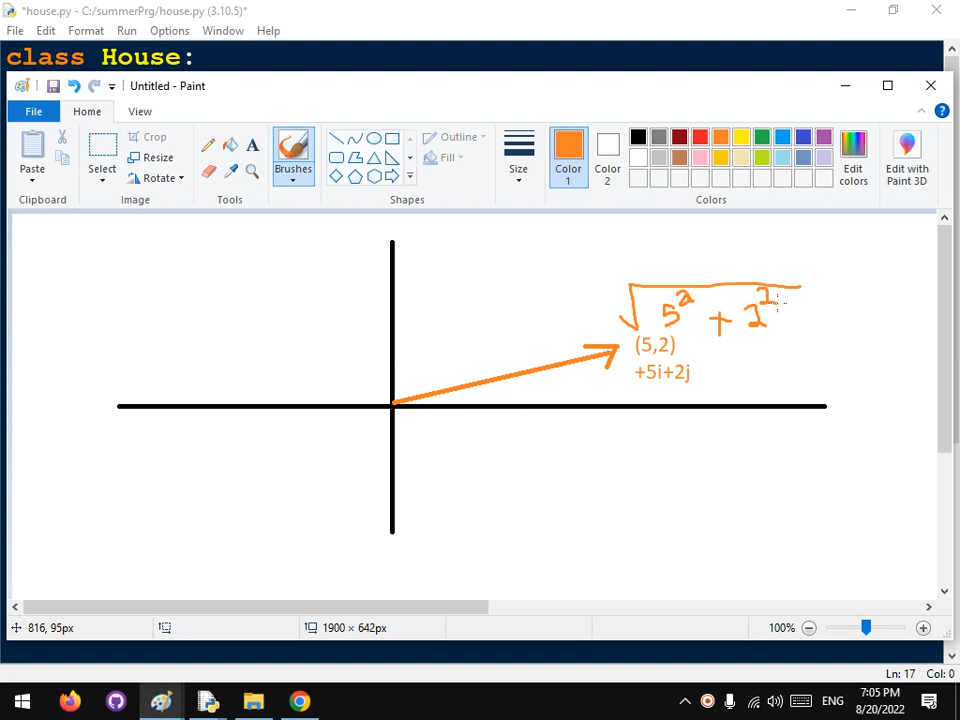 *house.py - C:/summerPrg/house.py (3.10.5)*
File Edit Format Run Options Window Help
class House:
Untitled - Paint
File Home View
Paste
Select
Crop
Resize
Rotate
Brushes
Outline
Fill
Size
Color 1
Color 2
Edit colors
Edit with Paint 3D
Clipboard Image Tools Shapes Colors
√5² + 2²
(5,2)
+5i+2j
816, 95px 1900 × 642px 100%
Ln: 17 Col: 0
ENG
7:05 PM
8/20/2022